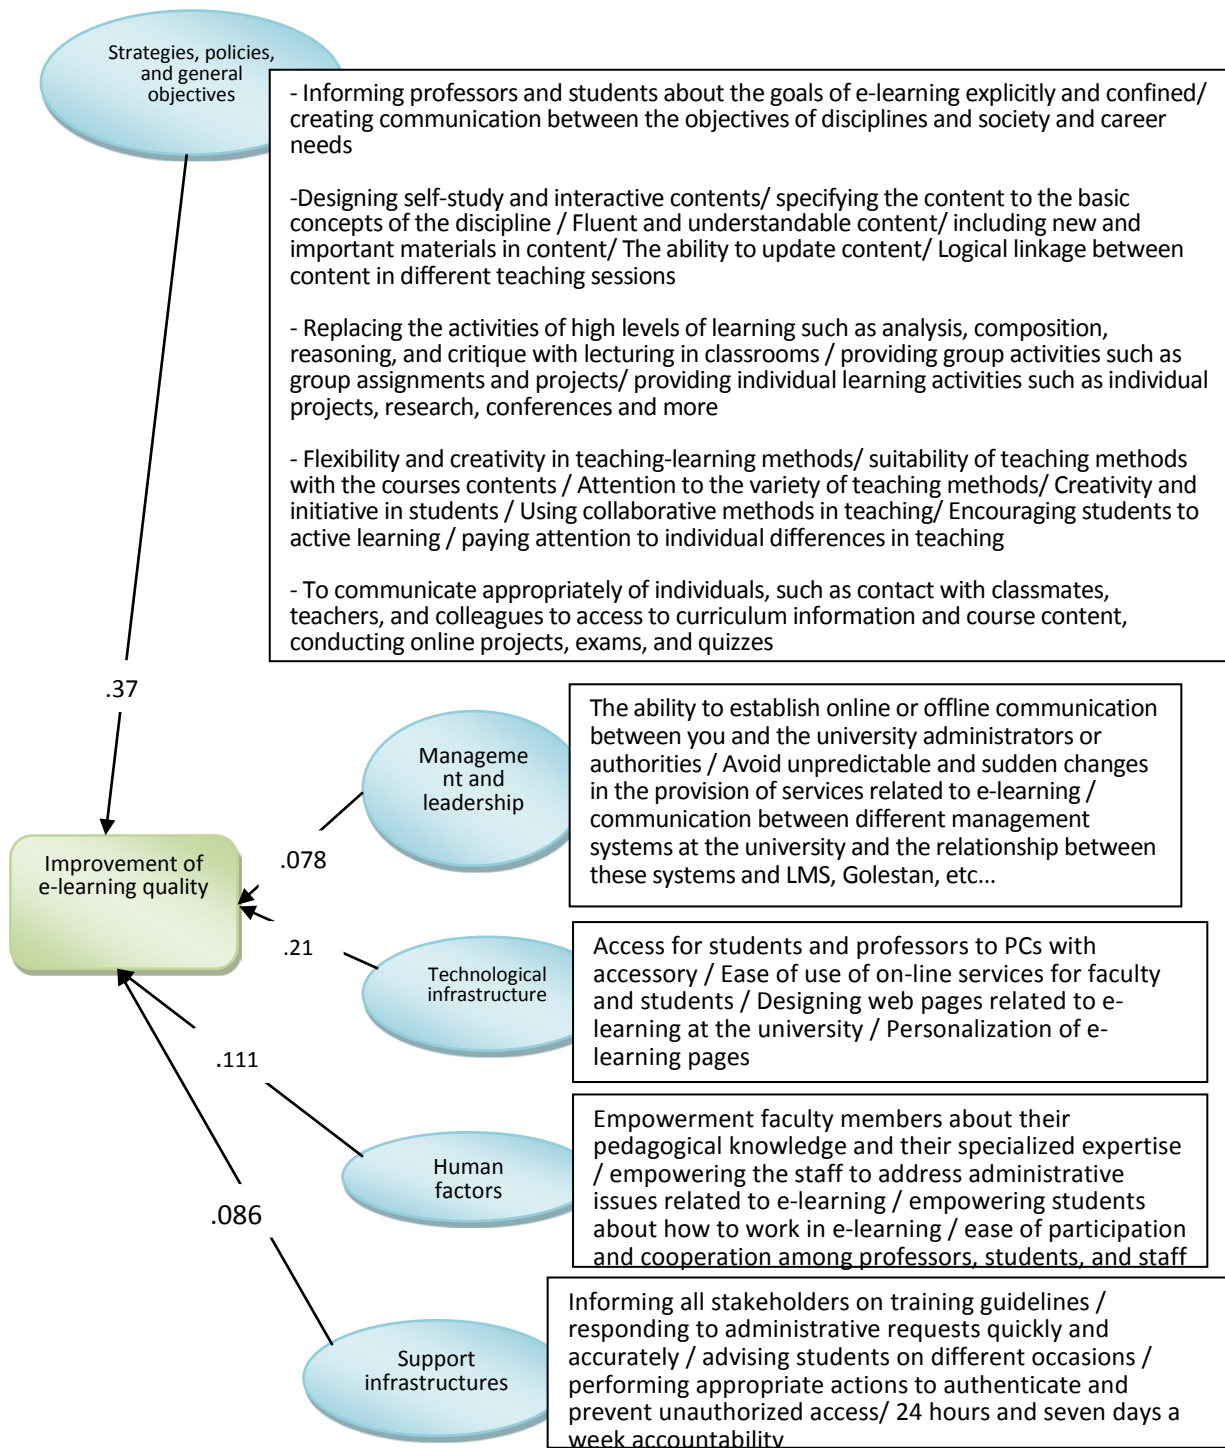 Strategies, policies,
and general
objectives
- Informing professors and students about the goals of e-learning explicitly and confined/
creating communication between the objectives of disciplines and society and career
needs
-Designing self-study and interactive contents/ specifying the content to the basic
concepts of the discipline / Fluent and understandable content/ including new and
important materials in content/ The ability to update content/ Logical linkage between
content in different teaching sessions
- Replacing the activities of high levels of learning such as analysis, composition,
reasoning, and critique with lecturing in classrooms / providing group activities such as
group assignments and projects/ providing individual learning activities such as individual
projects, research, conferences and more
- Flexibility and creativity in teaching-learning methods/ suitability of teaching methods
with the courses contents / Attention to the variety of teaching methods/ Creativity and
initiative in students / Using collaborative methods in teaching/ Encouraging students to
active learning / paying attention to individual differences in teaching
- To communicate appropriately of individuals, such as contact with classmates,
teachers, and colleagues to access to curriculum information and course content,
conducting online projects, exams, and quizzes
.37
Manageme
nt and
leadership
The ability to establish online or offline communication
between you and the university administrators or
authorities / Avoid unpredictable and sudden changes
in the provision of services related to e-learning /
communication between different management
systems at the university and the relationship between
these systems and LMS, Golestan, etc...
.078
Improvement of
e-learning quality
.21
Technological
infrastructure
Access for students and professors to PCs with
accessory / Ease of use of on-line services for faculty
and students / Designing web pages related to e-
learning at the university / Personalization of e-
learning pages
.111
Human
factors
Empowerment faculty members about their
pedagogical knowledge and their specialized expertise
/ empowering the staff to address administrative
issues related to e-learning / empowering students
about how to work in e-learning / ease of participation
and cooperation among professors, students, and staff
.086
Support
infrastructures
Informing all stakeholders on training guidelines /
responding to administrative requests quickly and
accurately / advising students on different occasions /
performing appropriate actions to authenticate and
prevent unauthorized access/ 24 hours and seven days a
week accountability